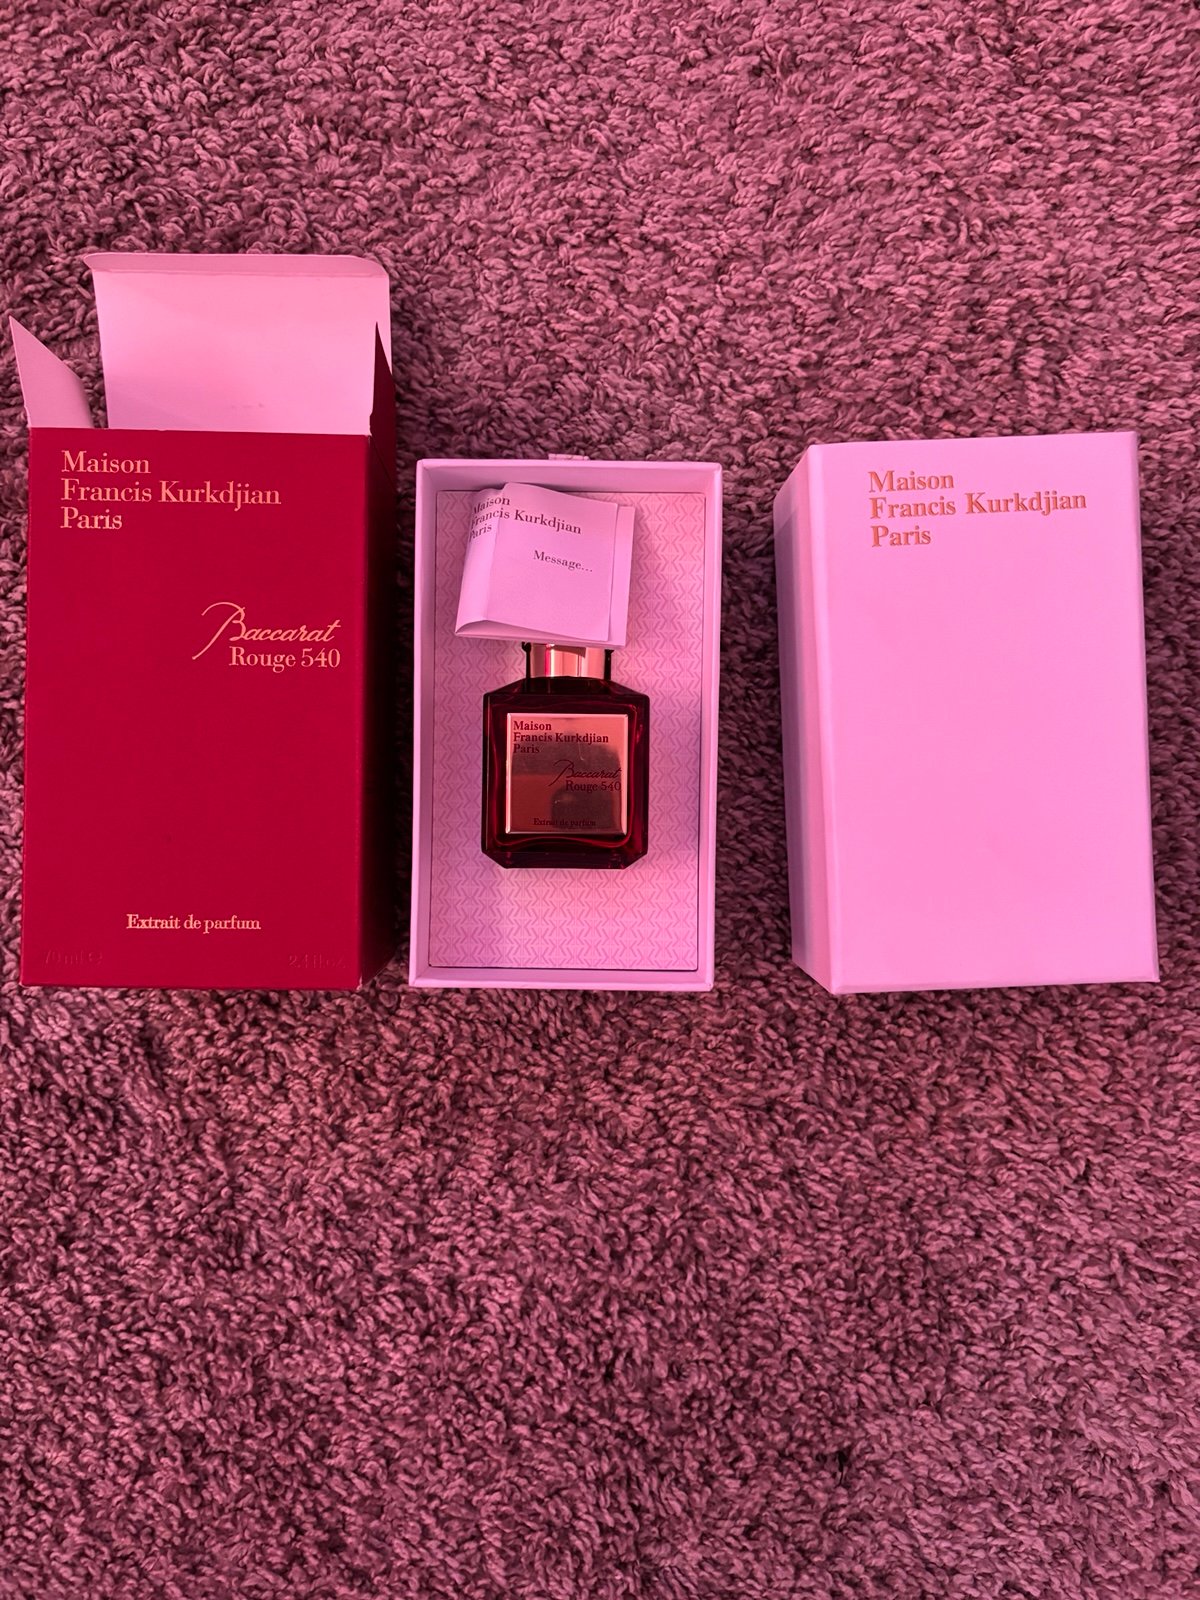 Maison
Francis Kurkdjian
Paris
Baccarat
Rouge 540
Extrait de parfum
Maison
Francis Kurkdjian
Paris
Message...
Maison
Francis Kurkdjian
Paris
Baccarat
Rouge 540
Extrait de parfum
Maison
Francis Kurkdjian
Paris